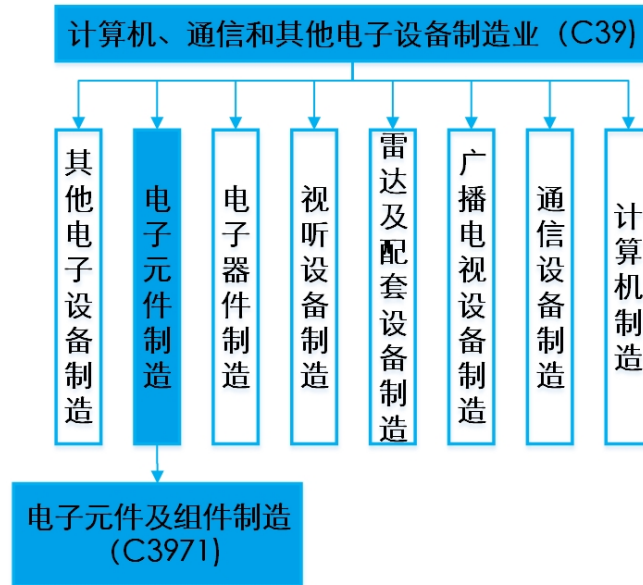 计算机、通信和其他电子设备制造业（C39)
其他电子设备制造
电子元件制造
电子器件制造
视听设备制造
雷达及配套设备制造
广播电视设备制造
通信设备制造
计算机制造
电子元件及组件制造
（C3971)